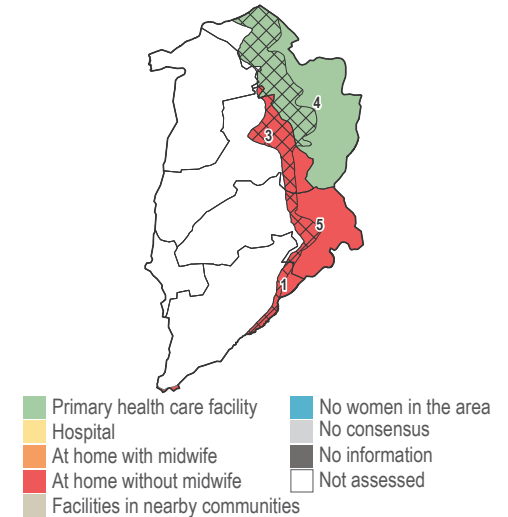 4
3
5
1
Primary health care facility
Hospital
At home with midwife
At home without midwife
Facilities in nearby communities
No women in the area
No consensus
No information
Not assessed